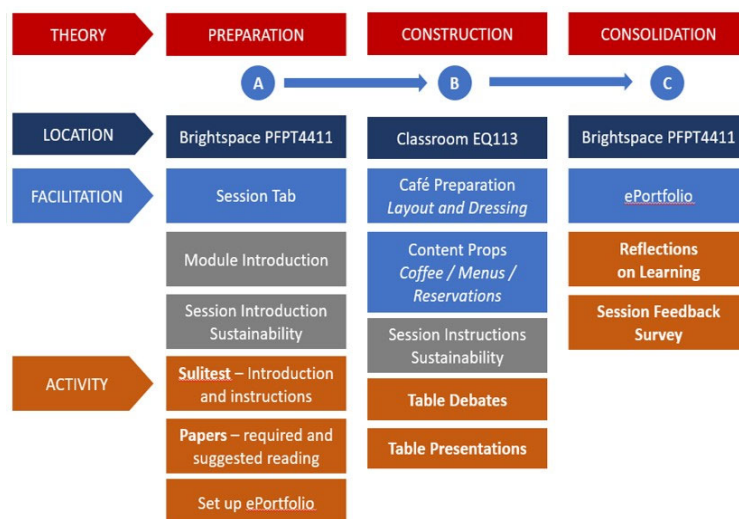 THEORY
PREPARATION
CONSTRUCTION
CONSOLIDATION
A
B
C
LOCATION
Brightspace PFPT4411
Classroom EQ113
Brightspace PFPT4411
FACILITATION
Session Tab
Café Preparation
Layout and Dressing
ePortfolio
Module Introduction
Content Props
Coffee / Menus /
Reservations
Reflections
on Learning
Session Introduction
Sustainability
Session Instructions
Sustainability
Session Feedback
Survey
ACTIVITY
Sulitest – Introduction
and instructions
Table Debates
Papers – required and
suggested reading
Table Presentations
Set up ePortfolio